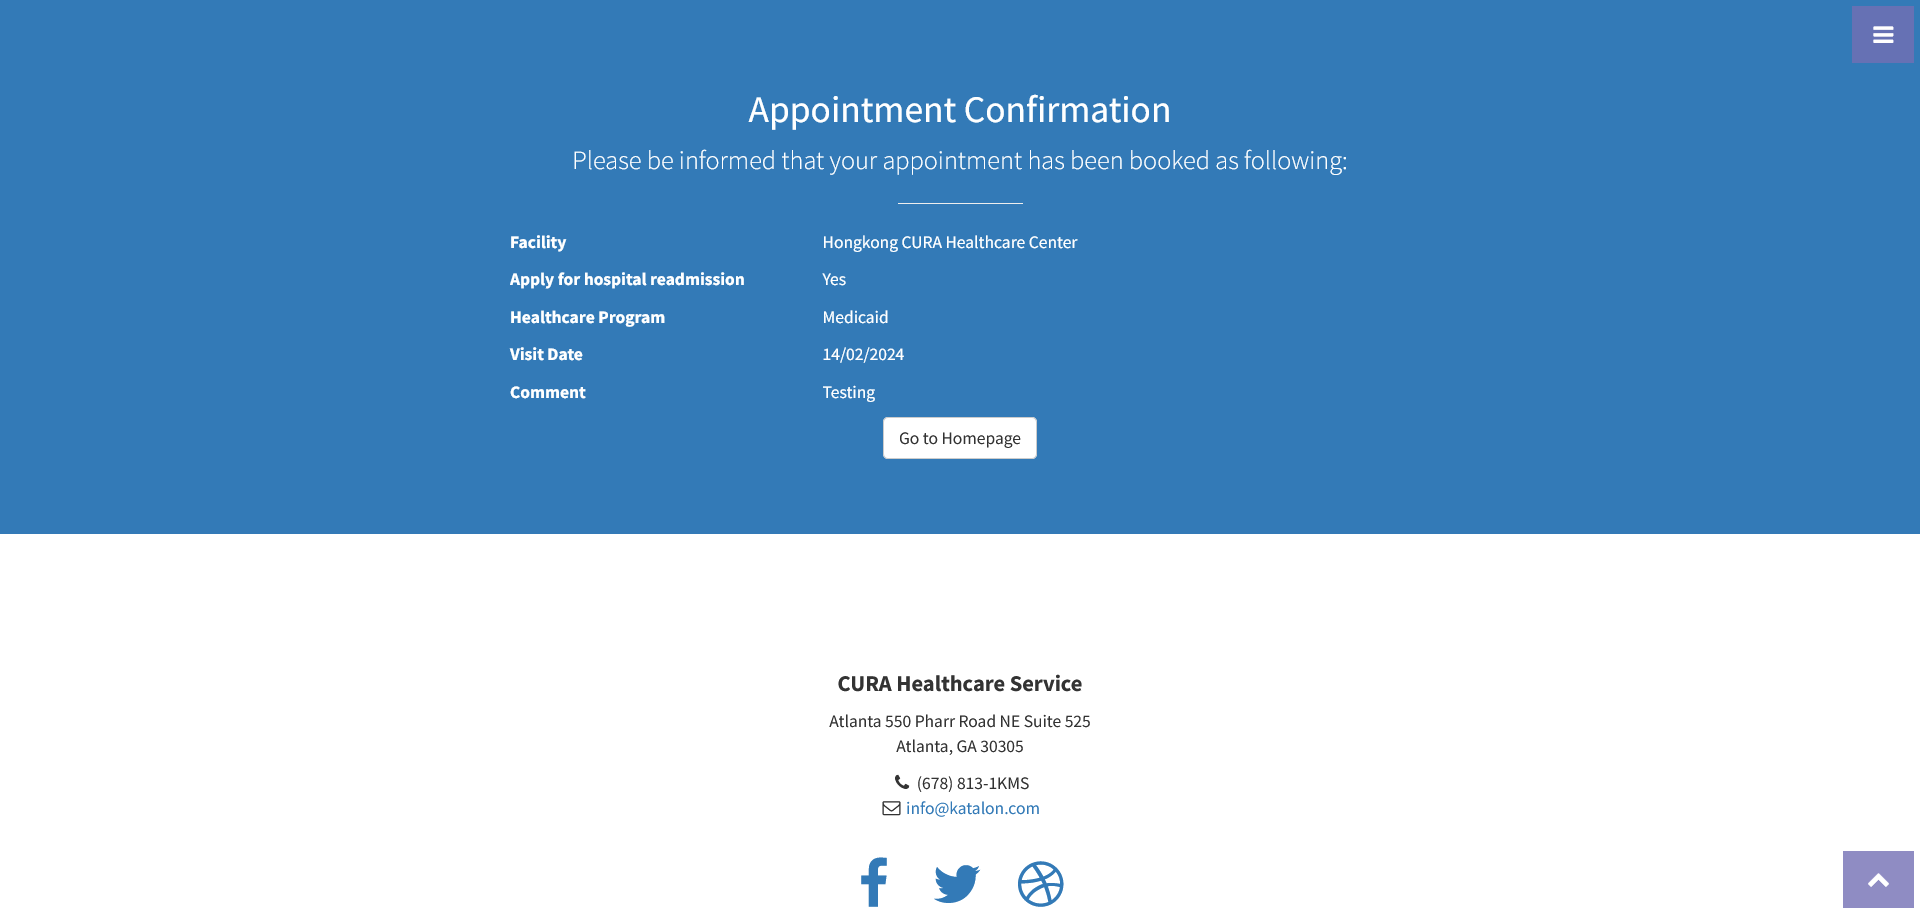 Appointment Confirmation
Please be informed that your appointment has been booked as following:
Facility Hongkong CURA Healthcare Center
Apply for hospital readmission Yes
Healthcare Program Medicaid
Visit Date 14/02/2024
Comment Testing
Go to Homepage
CURA Healthcare Service
Atlanta 550 Pharr Road NE Suite 525
Atlanta, GA 30305
(678) 813-1KMS
info@katalon.com